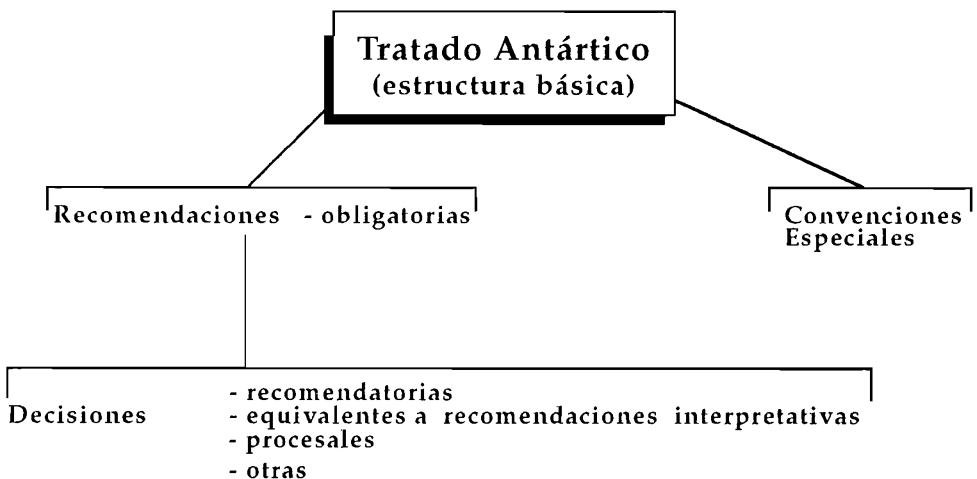 Tratado Antártico
(estructura básica)
Recomendaciones - obligatorias
Convenciones
Especiales
Decisiones
- recomendatorias
- equivalentes a recomendaciones interpretativas
- procesales
- otras